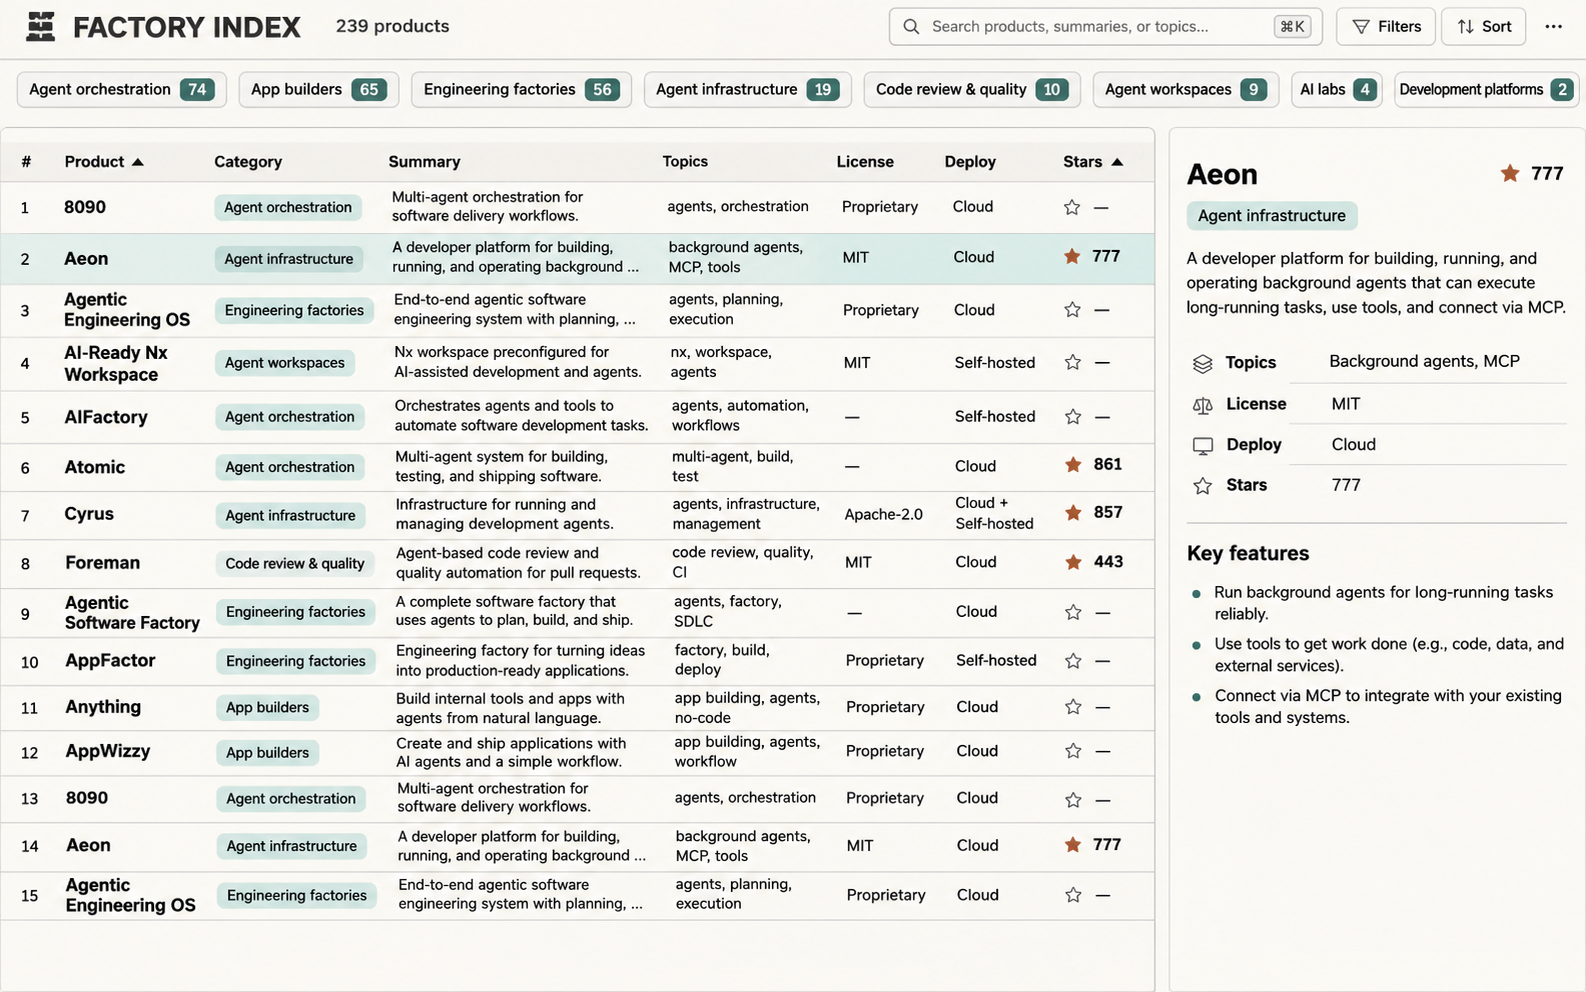 FACTORY INDEX
239 products
Search products, summaries, or topics...
⌘K
Filters
Sort
Agent orchestration 74
App builders 65
Engineering factories 56
Agent infrastructure 19
Code review & quality 10
Agent workspaces 9
AI labs 4
Development platforms 2
# Product Category Summary Topics License Deploy Stars
1 8090 Agent orchestration Multi-agent orchestration for agents, orchestration Proprietary Cloud —
software delivery workflows.
2 Aeon Agent infrastructure A developer platform for building, background agents, MIT Cloud 777
running, and operating background ... MCP, tools
3 Agentic Engineering factories End-to-end agentic software agents, planning, Proprietary Cloud —
Engineering OS engineering system with planning, ... execution
4 AI-Ready Nx Agent workspaces Nx workspace preconfigured for nx, workspace, MIT Self-hosted —
Workspace AI-assisted development and agents. agents
5 AIFactory Agent orchestration Orchestrates agents and tools to agents, automation, — Self-hosted —
automate software development tasks. workflows
6 Atomic Agent orchestration Multi-agent system for building, multi-agent, build, — Cloud 861
testing, and shipping software. test
7 Cyrus Agent infrastructure Infrastructure for running and agents, infrastructure, Apache-2.0 Cloud + 857
managing development agents. management Self-hosted
8 Foreman Code review & quality Agent-based code review and code review, quality, MIT Cloud 443
quality automation for pull requests. CI
9 Agentic Engineering factories A complete software factory that agents, factory, — Cloud —
Software Factory uses agents to plan, build, and ship. SDLC
10 AppFactor Engineering factories Engineering factory for turning ideas factory, build, Proprietary Self-hosted —
into production-ready applications. deploy
11 Anything App builders Build internal tools and apps with app building, agents, Proprietary Cloud —
agents from natural language. no-code
12 AppWizzy App builders Create and ship applications with app building, agents, Proprietary Cloud —
AI agents and a simple workflow. workflow
13 8090 Agent orchestration Multi-agent orchestration for agents, orchestration Proprietary Cloud —
software delivery workflows.
14 Aeon Agent infrastructure A developer platform for building, background agents, MIT Cloud 777
running, and operating background ... MCP, tools
15 Agentic Engineering factories End-to-end agentic software agents, planning, Proprietary Cloud —
Engineering OS engineering system with planning, ... execution
Aeon 777
Agent infrastructure
A developer platform for building, running, and
operating background agents that can execute
long-running tasks, use tools, and connect via MCP.
Topics Background agents, MCP
License MIT
Deploy Cloud
Stars 777
Key features
Run background agents for long-running tasks
reliably.
Use tools to get work done (e.g., code, data, and
external services).
Connect via MCP to integrate with your existing
tools and systems.